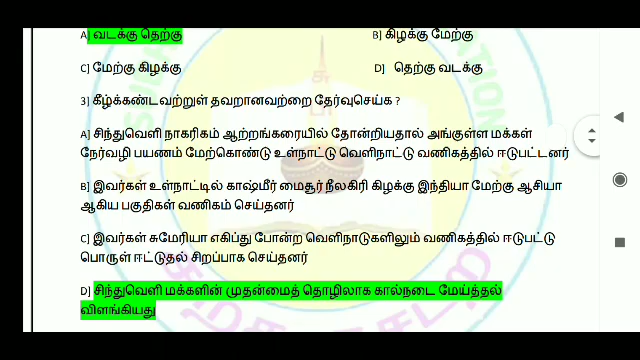 A] வடக்கு தெற்கு B] கிழக்கு மேற்கு
C] மேற்கு கிழக்கு D] தெற்கு வடக்கு
3] கீழ்க்கண்டவற்றுள் தவறானவற்றை தேர்வுசெய்க ?
A] சிந்துவெளி நாகரிகம் ஆற்றங்கரையில் தோன்றியதால் அங்குள்ள மக்கள்
நேர்வழி பயணம் மேற்கொண்டு உள்நாட்டு வெளிநாட்டு வணிகத்தில் ஈடுபட்டனர்
B] இவர்கள் உள்நாட்டில் காஷ்மீர் மைசூர் நீலகிரி கிழக்கு இந்தியா மேற்கு ஆசியா
ஆகிய பகுதிகள் வணிகம் செய்தனர்
C] இவர்கள் சுமேரியா எகிப்து போன்ற வெளிநாடுகளிலும் வணிகத்தில் ஈடுபட்டு
பொருள் ஈட்டுதல் சிறப்பாக செய்தனர்
D] சிந்துவெளி மக்களின் முதன்மைத் தொழிலாக கால்நடை மேய்த்தல்
விளங்கியது